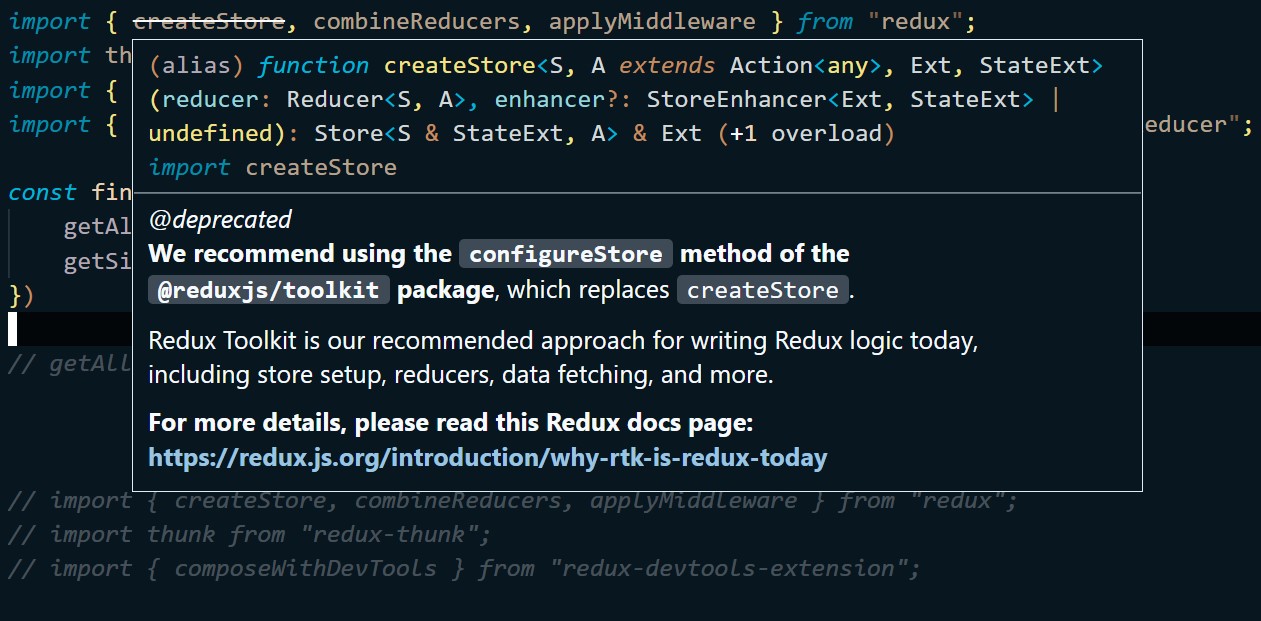 import { createStore, combineReducers, applyMiddleware } from "redux";
import th
import {
import {
educer";
const fin
getAl
getSi
})
// getAll
(alias) function createStore<S, A extends Action<any>, Ext, StateExt>
(reducer: Reducer<S, A>, enhancer?: StoreEnhancer<Ext, StateExt> |
undefined): Store<S & StateExt, A> & Ext (+1 overload)
import createStore
@deprecated
We recommend using the configureStore method of the
@reduxjs/toolkit package, which replaces createStore.
Redux Toolkit is our recommended approach for writing Redux logic today,
including store setup, reducers, data fetching, and more.
For more details, please read this Redux docs page:
https://redux.js.org/introduction/why-rtk-is-redux-today
// import { createStore, combineReducers, applyMiddleware } from "redux";
// import thunk from "redux-thunk";
// import { composeWithDevTools } from "redux-devtools-extension";